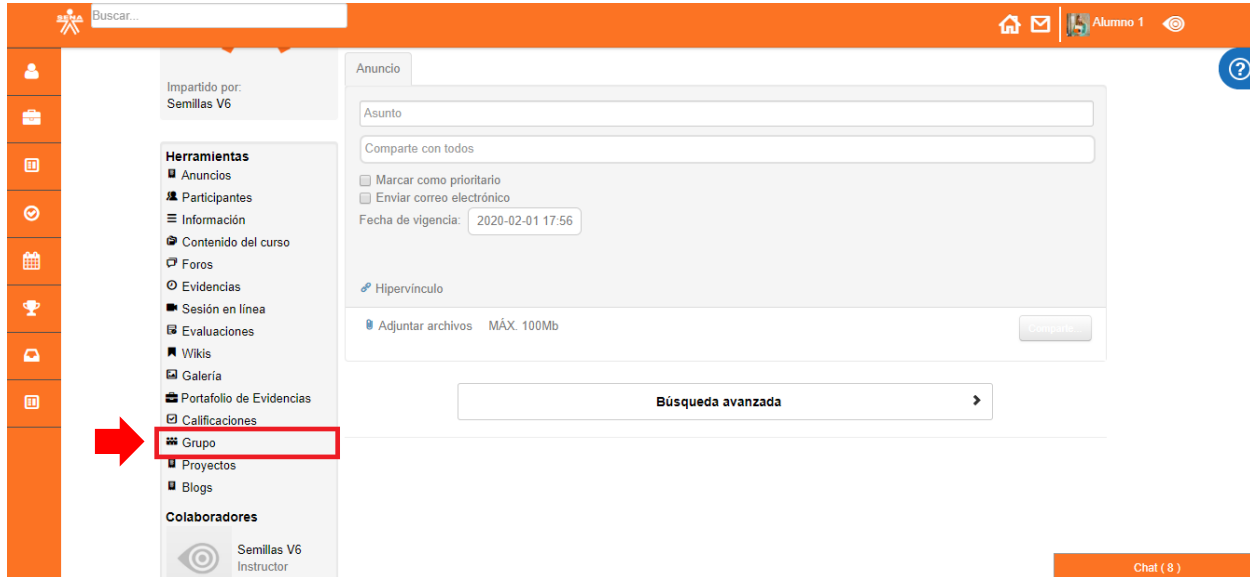 SENA
Buscar...
Alumno 1
Impartido por:
Semillas V6
Herramientas
Anuncios
Participantes
Información
Contenido del curso
Foros
Evidencias
Sesión en línea
Evaluaciones
Wikis
Galería
Portafolio de Evidencias
Calificaciones
Grupo
Proyectos
Blogs
Colaboradores
Semillas V6
Instructor
Anuncio
Asunto
Comparte con todos
Marcar como prioritario
Enviar correo electrónico
Fecha de vigencia: 2020-02-01 17:56
Hipervínculo
Adjuntar archivos MÁX. 100Mb
Búsqueda avanzada
?
Chat ( 8 )